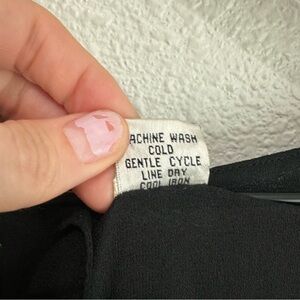 ACHINE WASH
COLD
GENTLE CYCLE
LINE DRY
COOL IRON